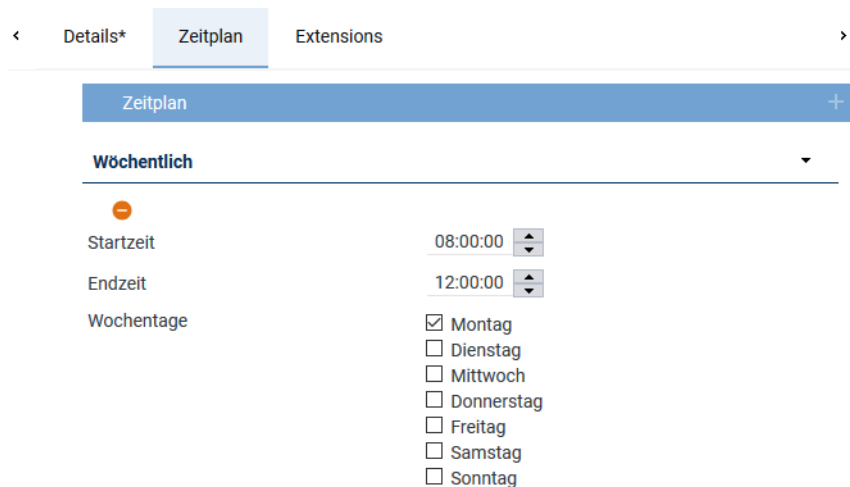 Details* Zeitplan Extensions
Zeitplan
Wöchentlich
Startzeit 08:00:00
Endzeit 12:00:00
Wochentage Montag
Dienstag
Mittwoch
Donnerstag
Freitag
Samstag
Sonntag